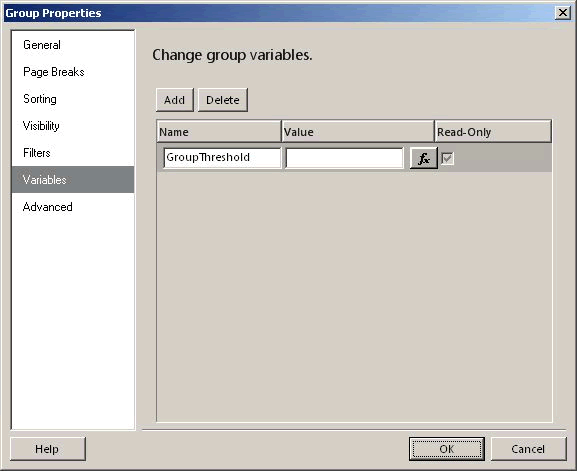 Group Properties
General
Page Breaks
Sorting
Visibility
Filters
Variables
Advanced
Change group variables.
Add Delete
Name Value Read-Only
GroupThreshold fx
Help OK Cancel